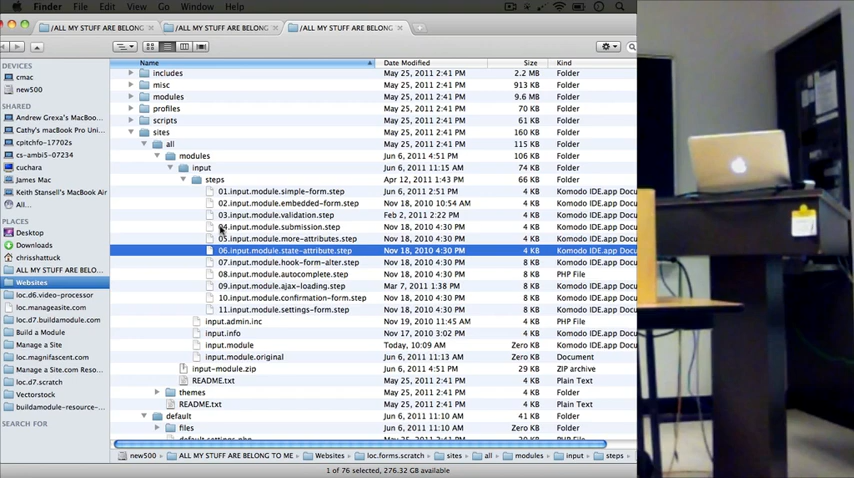 Finder File Edit View Go Window Help
/ALL MY STUFF ARE BELONG /ALL MY STUFF ARE BELONG /ALL MY STUFF ARE BELONG
Name Date Modified Size Kind
DEVICES
cmac
new500
SHARED
Andrew Grexa's MacBoo...
Cathy's macBook Pro Uni...
cpitchfo-17702s
cs-ambi5-07234
cuchara
James Mac
Keith Stansell's MacBook Air
All...
PLACES
Desktop
Downloads
chrisshattuck
ALL MY STUFF ARE BELO...
Websites
loc.d6.video-processor
loc.manageasite.com
loc.d7.buildamodule.com
Build a Module
Manage a Site
loc.magnifascent.com
Manage a Site.com Reso...
loc.d7.scratch
Vectorstock
buildamodule-resource-...
SEARCH FOR
includes May 25, 2011 2:41 PM 2.2 MB Folder
misc May 25, 2011 2:41 PM 913 KB Folder
modules May 25, 2011 2:41 PM 9.6 MB Folder
profiles May 25, 2011 2:41 PM 70 KB Folder
scripts May 25, 2011 2:41 PM 61 KB Folder
sites May 25, 2011 2:41 PM 160 KB Folder
all May 25, 2011 2:41 PM 115 KB Folder
modules Jun 6, 2011 4:51 PM 106 KB Folder
input Jun 6, 2011 11:15 AM 74 KB Folder
steps Apr 12, 2011 1:43 PM 66 KB Folder
01.input.module.simple-form.step Jun 6, 2011 2:51 PM 4 KB Komodo IDE.app Docu
02.input.module.embedded-form.step Nov 18, 2010 10:54 AM 4 KB Komodo IDE.app Docu
03.input.module.validation.step Feb 2, 2011 2:22 PM 4 KB Komodo IDE.app Docu
04.input.module.submission.step Nov 18, 2010 4:30 PM 4 KB Komodo IDE.app Docu
05.input.module.more-attributes.step Nov 18, 2010 4:30 PM 4 KB Komodo IDE.app Docu
06.input.module.state-attribute.step Nov 18, 2010 4:30 PM 4 KB Komodo IDE.app Docu
07.input.module.hook-form-alter.step Nov 18, 2010 4:30 PM 8 KB Komodo IDE.app Docu
08.input.module.autocomplete.step Nov 18, 2010 4:30 PM 8 KB PHP File
09.input.module.ajax-loading.step Mar 7, 2011 1:38 PM 8 KB Komodo IDE.app Docu
10.input.module.confirmation-form.step Nov 18, 2010 4:30 PM 8 KB Komodo IDE.app Docu
11.input.module.settings-form.step Nov 18, 2010 4:30 PM 8 KB Komodo IDE.app Docu
input.admin.inc Nov 19, 2010 11:45 AM 4 KB PHP File
input.info Nov 17, 2010 3:02 PM 4 KB Komodo IDE.app Docu
input.module Today, 10:09 AM Zero KB Komodo IDE.app Docu
input.module.original Jun 6, 2011 11:13 AM Zero KB Document
input-module.zip Jun 6, 2011 4:51 PM 29 KB ZIP archive
README.txt May 25, 2011 2:41 PM 4 KB Plain Text
themes May 25, 2011 2:41 PM 4 KB Folder
README.txt May 25, 2011 2:41 PM 4 KB Plain Text
default Jun 6, 2011 11:10 AM 41 KB Folder
files Jun 6, 2011 11:10 AM Zero KB Folder
new500 ALL MY STUFF ARE BELONG TO ME Websites loc.forms.scratch sites all modules input steps
1 of 76 selected, 276.32 GB available